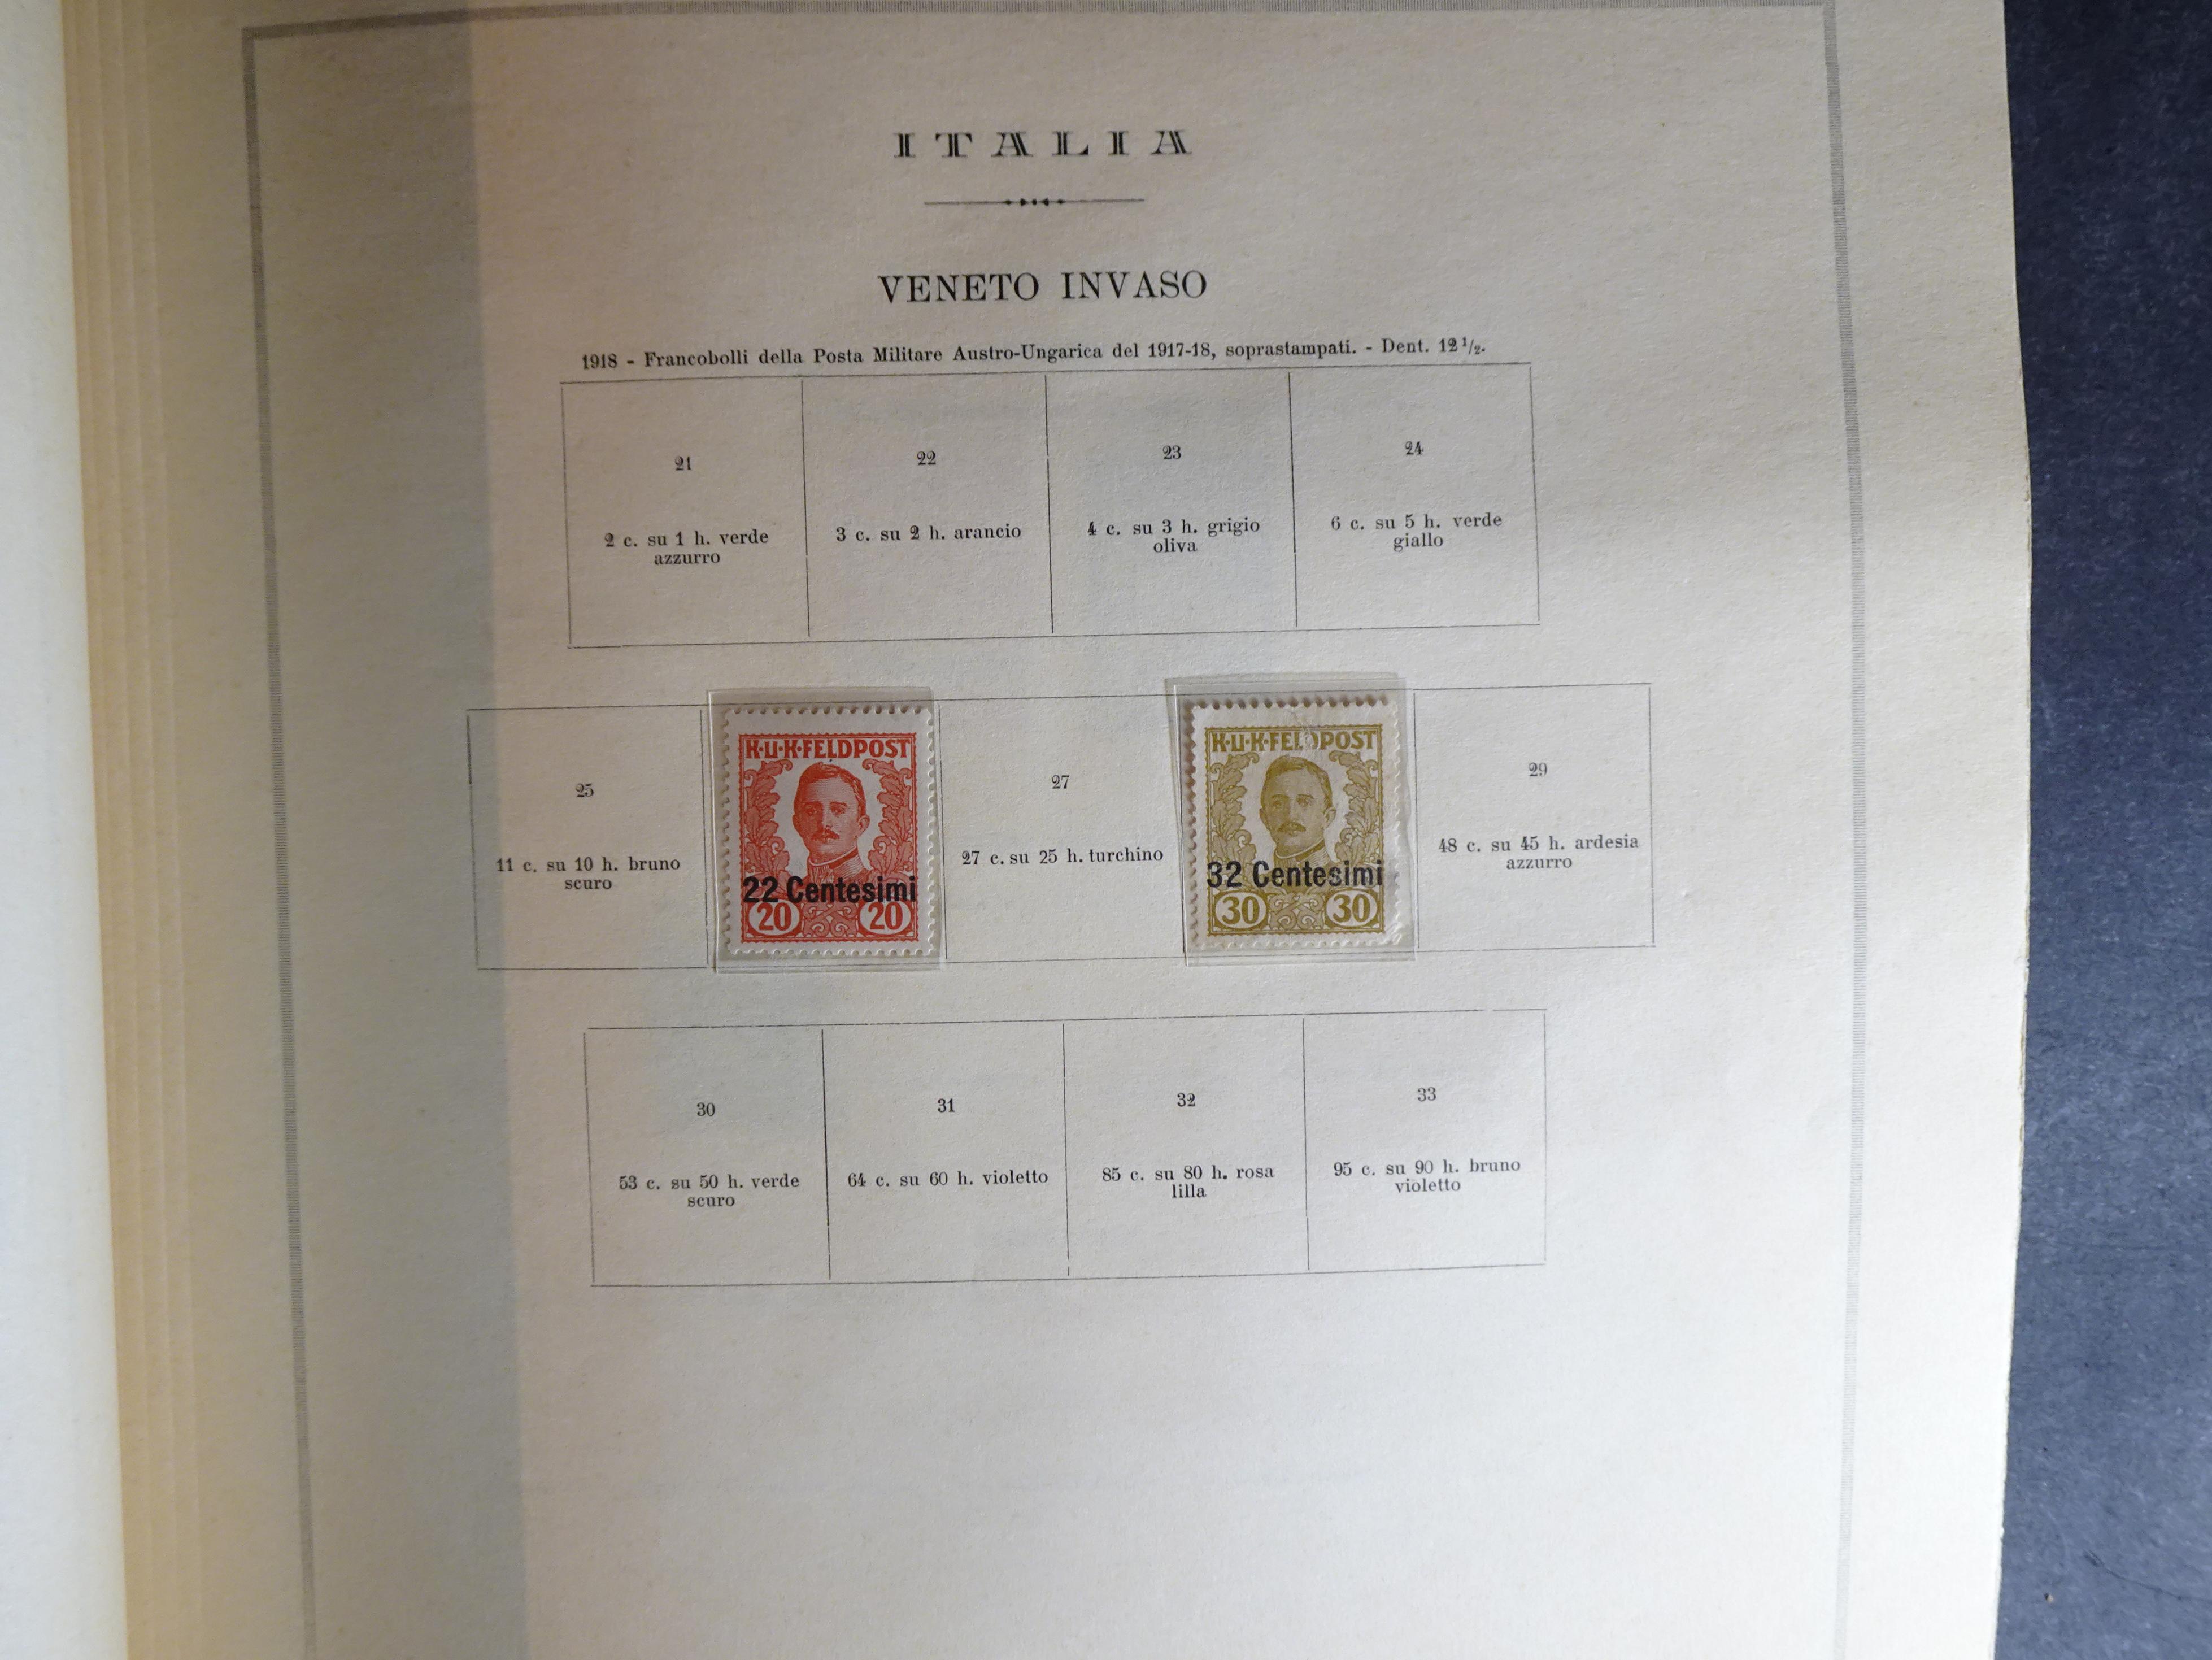 ITALIA
VENETO INVASO
1918 - Francobolli della Posta Militare Austro-Ungarica del 1917-18, soprastampati. - Dent. 12 1/2.
21
2 c. su 1 h. verde
azzurro
22
3 c. su 2 h. arancio
23
4 c. su 3 h. grigio
oliva
24
6 c. su 5 h. verde
giallo
25
11 c. su 10 h. bruno
scuro
K·U·K·FELDPOST
22 Centesimi
20 20
27
27 c. su 25 h. turchino
K·U·K·FELDPOST
32 Centesimi
30 30
29
48 c. su 45 h. ardesia
azzurro
30
53 c. su 50 h. verde
scuro
31
64 c. su 60 h. violetto
32
85 c. su 80 h. rosa
lilla
33
95 c. su 90 h. bruno
violetto